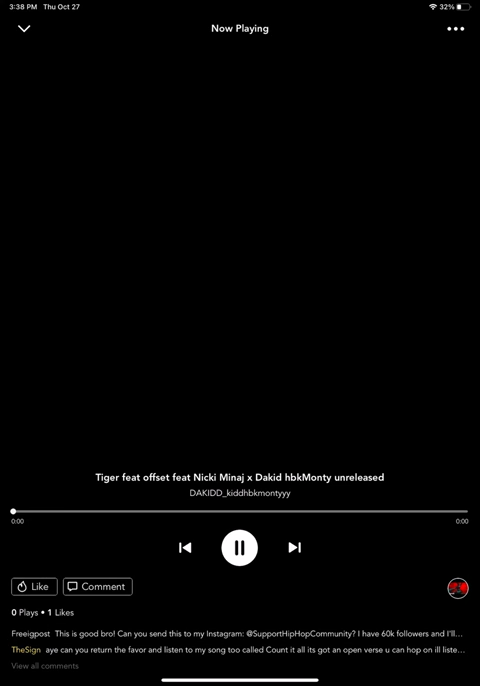 3:38 PM Thu Oct 27 32%
Now Playing
Tiger feat offset feat Nicki Minaj x Dakid hbkMonty unreleased
DAKIDD_kiddhbkmontyyy
0:00 0:00
Like Comment
0 Plays • 1 Likes
Freeigpost This is good bro! Can you send this to my Instagram: @SupportHipHopCommunity? I have 60k followers and I'll...
TheSign aye can you return the favor and listen to my song too called Count it all its got an open verse u can hop on ill liste...
View all comments